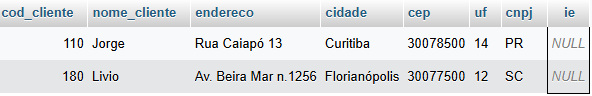 cod_cliente nome_cliente endereco cidade cep uf cnpj ie
110 Jorge Rua Caiapó 13 Curitiba 30078500 14 PR NULL
180 Livio Av. Beira Mar n.1256 Florianópolis 30077500 12 SC NULL